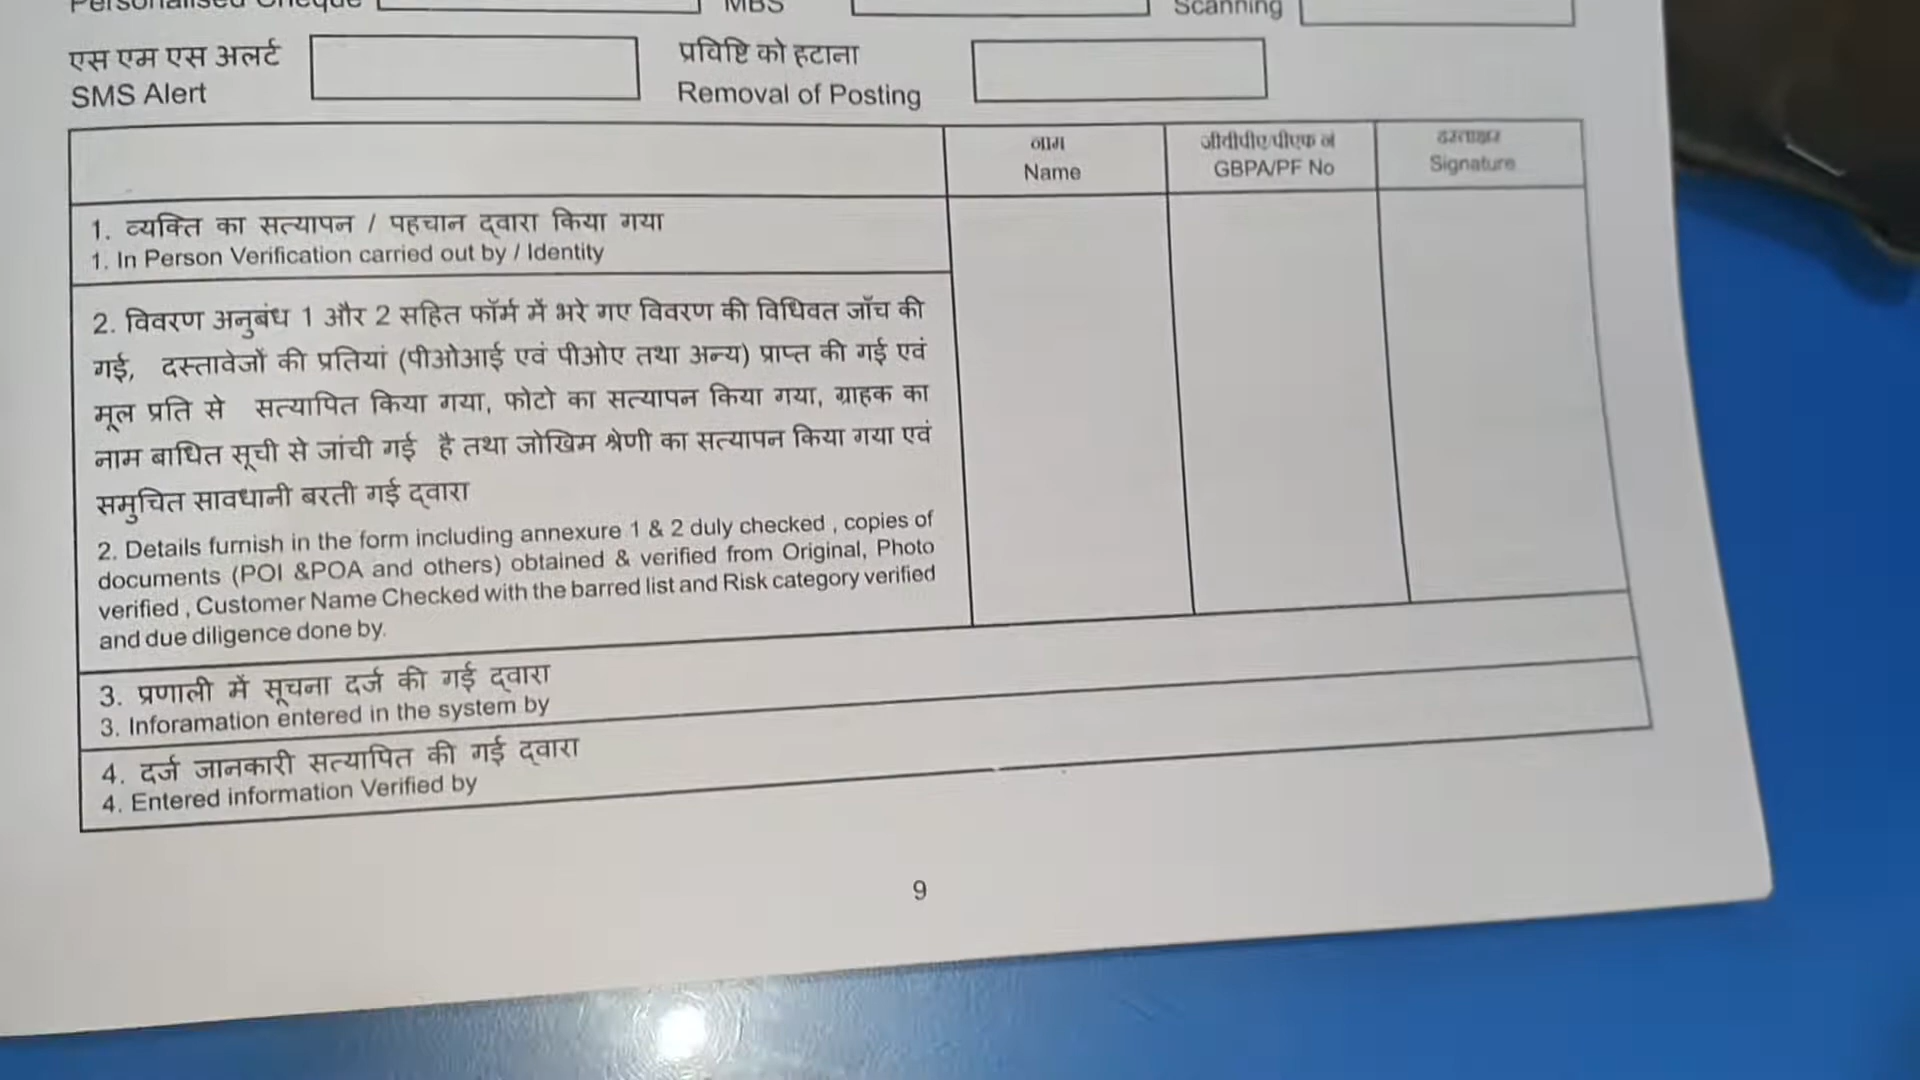 Personalised Cheque
MBS
Scanning
एस एम एस अलर्ट
SMS Alert
प्रविष्टि को हटाना
Removal of Posting
नाम
Name
जीवीपीए/पीएफ नं
GBPA/PF No
हस्ताक्षर
Signature
1. व्यक्ति का सत्यापन / पहचान द्वारा किया गया
1. In Person Verification carried out by / Identity
2. विवरण अनुबंध 1 और 2 सहित फॉर्म में भरे गए विवरण की विधिवत जाँच की
गई, दस्तावेजों की प्रतियां (पीओआई एवं पीओए तथा अन्य) प्राप्त की गई एवं
मूल प्रति से सत्यापित किया गया, फोटो का सत्यापन किया गया, ग्राहक का
नाम बाधित सूची से जांची गई है तथा जोखिम श्रेणी का सत्यापन किया गया एवं
समुचित सावधानी बरती गई द्वारा
2. Details furnish in the form including annexure 1 & 2 duly checked , copies of
documents (POI &POA and others) obtained & verified from Original, Photo
verified , Customer Name Checked with the barred list and Risk category verified
and due diligence done by.
3. प्रणाली में सूचना दर्ज की गई द्वारा
3. Inforamation entered in the system by
4. दर्ज जानकारी सत्यापित की गई द्वारा
4. Entered information Verified by
9